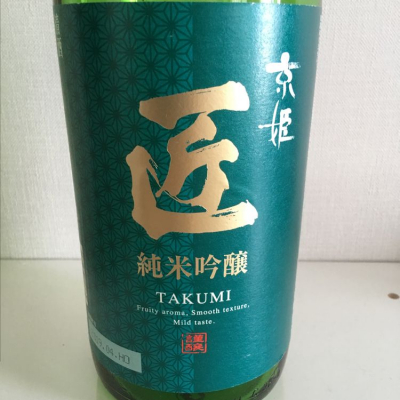 京姫
匠
純米吟醸
TAKUMI
Fruity aroma, Smooth texture,
Mild taste.